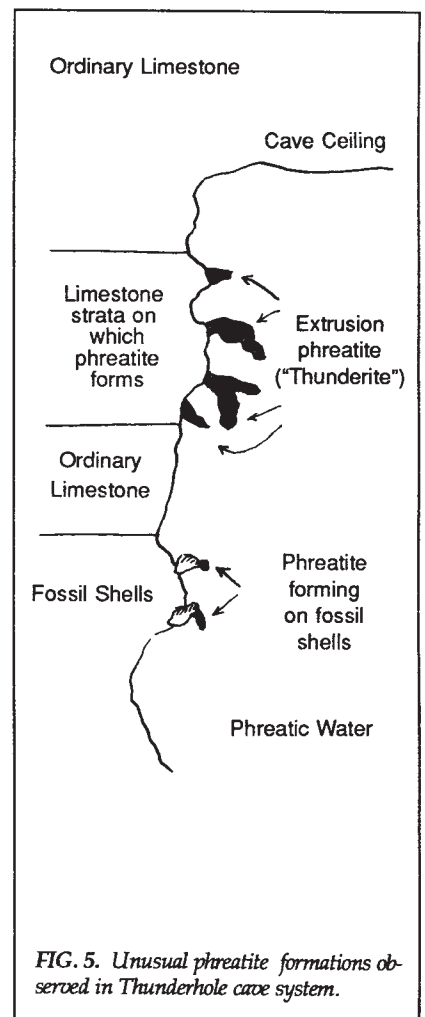 Ordinary Limestone
Cave Ceiling
Limestone
strata on
which
phreatite
forms
Extrusion
phreatite
("Thunderite")
Ordinary
Limestone
Fossil Shells
Phreatite
forming
on fossil
shells
Phreatic Water
FIG. 5. Unusual phreatite formations ob-
served in Thunderhole cave system.